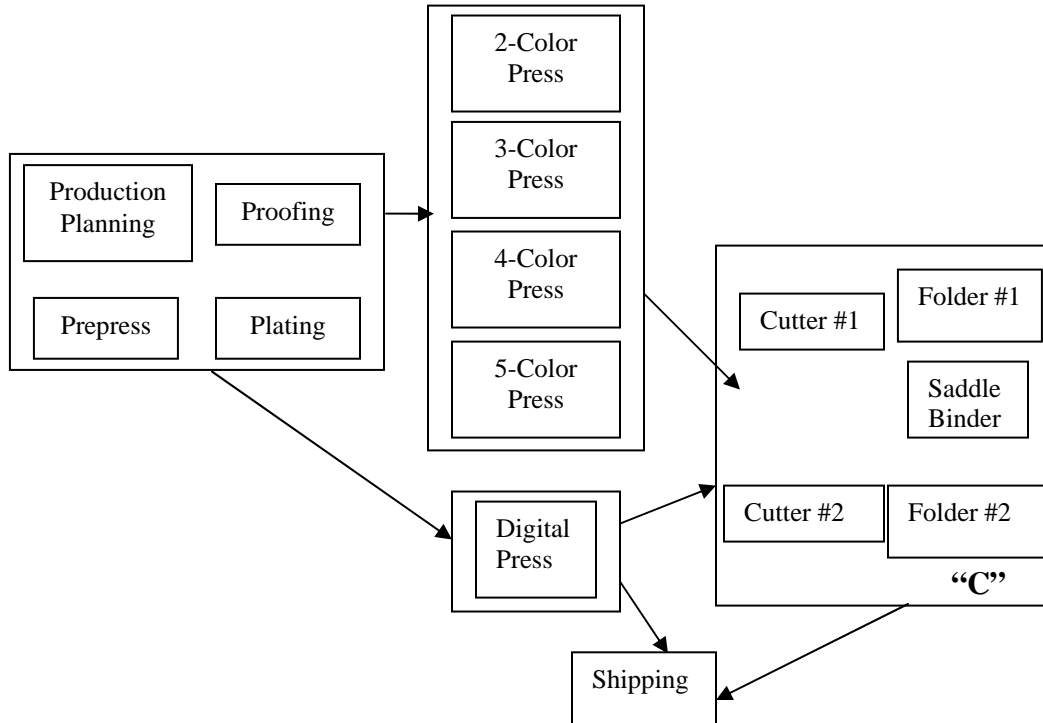 2-Color
Press
3-Color
Press
4-Color
Press
5-Color
Press
Production
Planning
Proofing
Prepress
Plating
Digital
Press
Cutter #1
Folder #1
Saddle
Binder
Cutter #2
Folder #2
“C”
Shipping